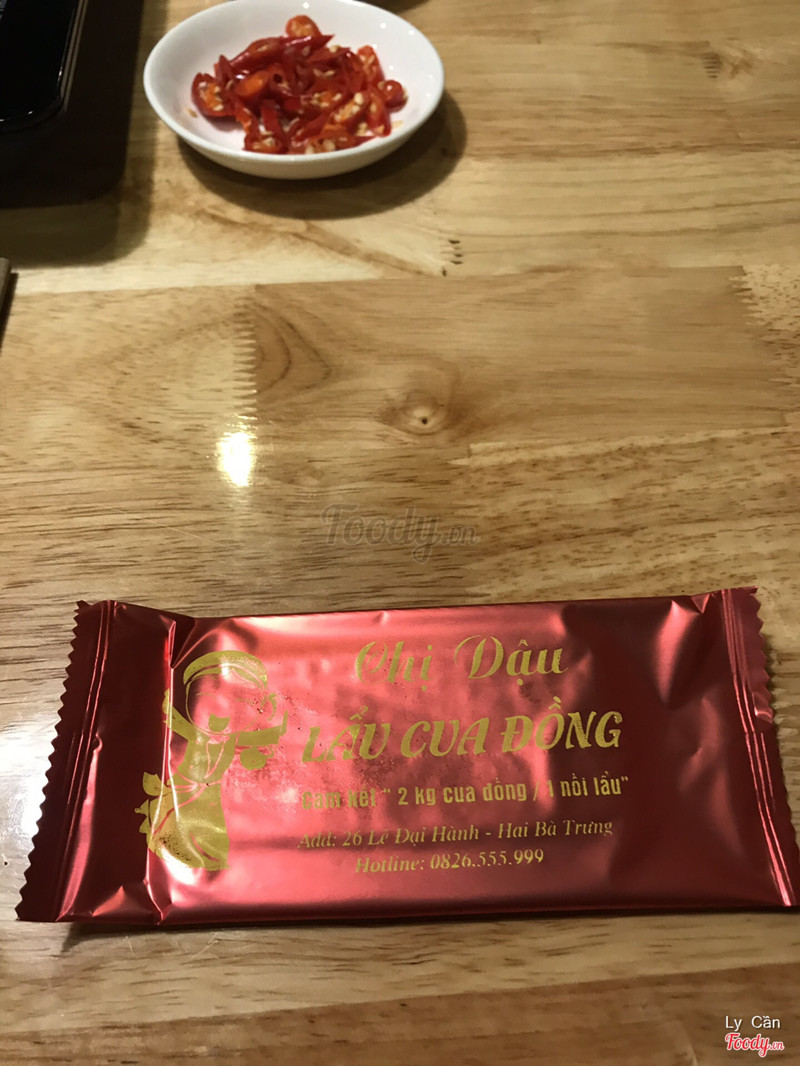 Foody.vn
Chị Dậu
LẨU CUA ĐỒNG
Cam kết " 2 kg cua đồng / 1 nồi lẩu"
Add: 26 Lê Đại Hành - Hai Bà Trưng
Hotline: 0826.555.999
Ly Cần
Foody.vn